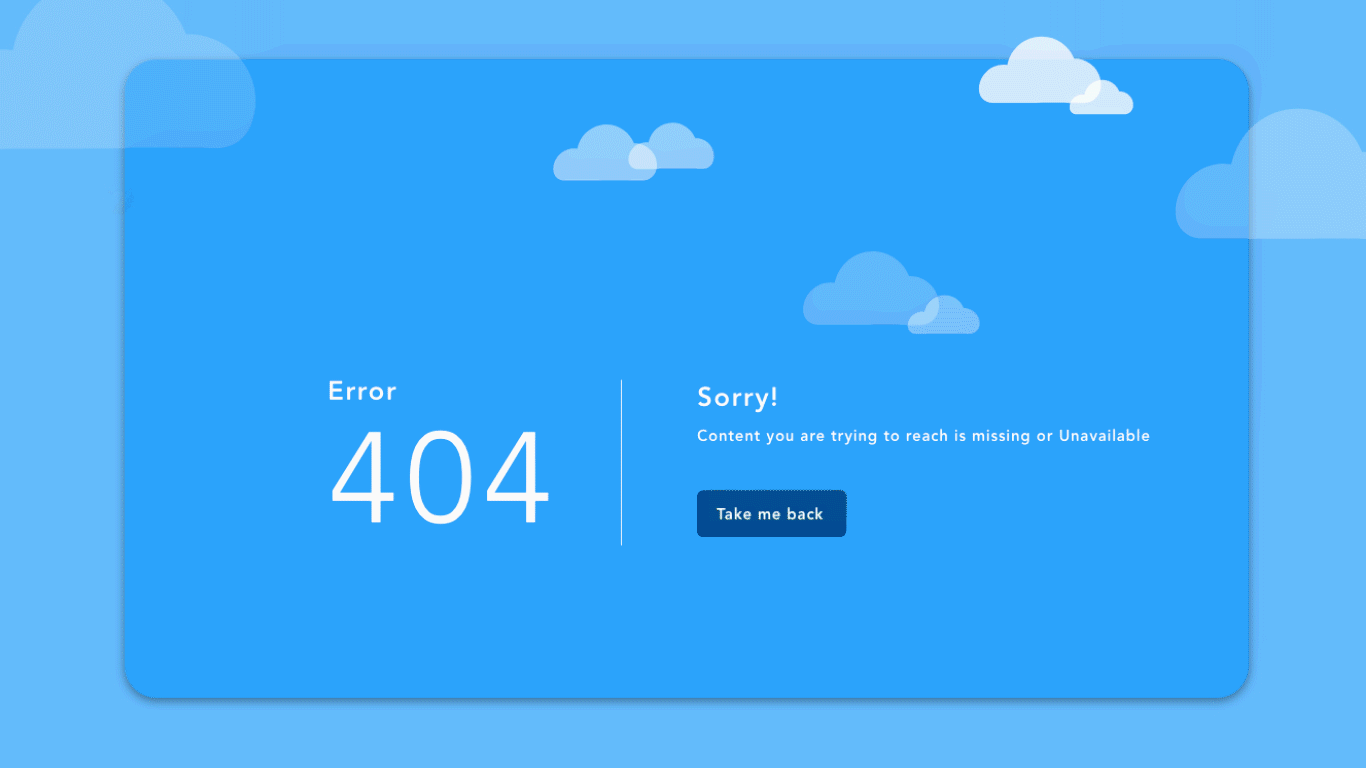 Error
404
Sorry!
Content you are trying to reach is missing or Unavailable
Take me back